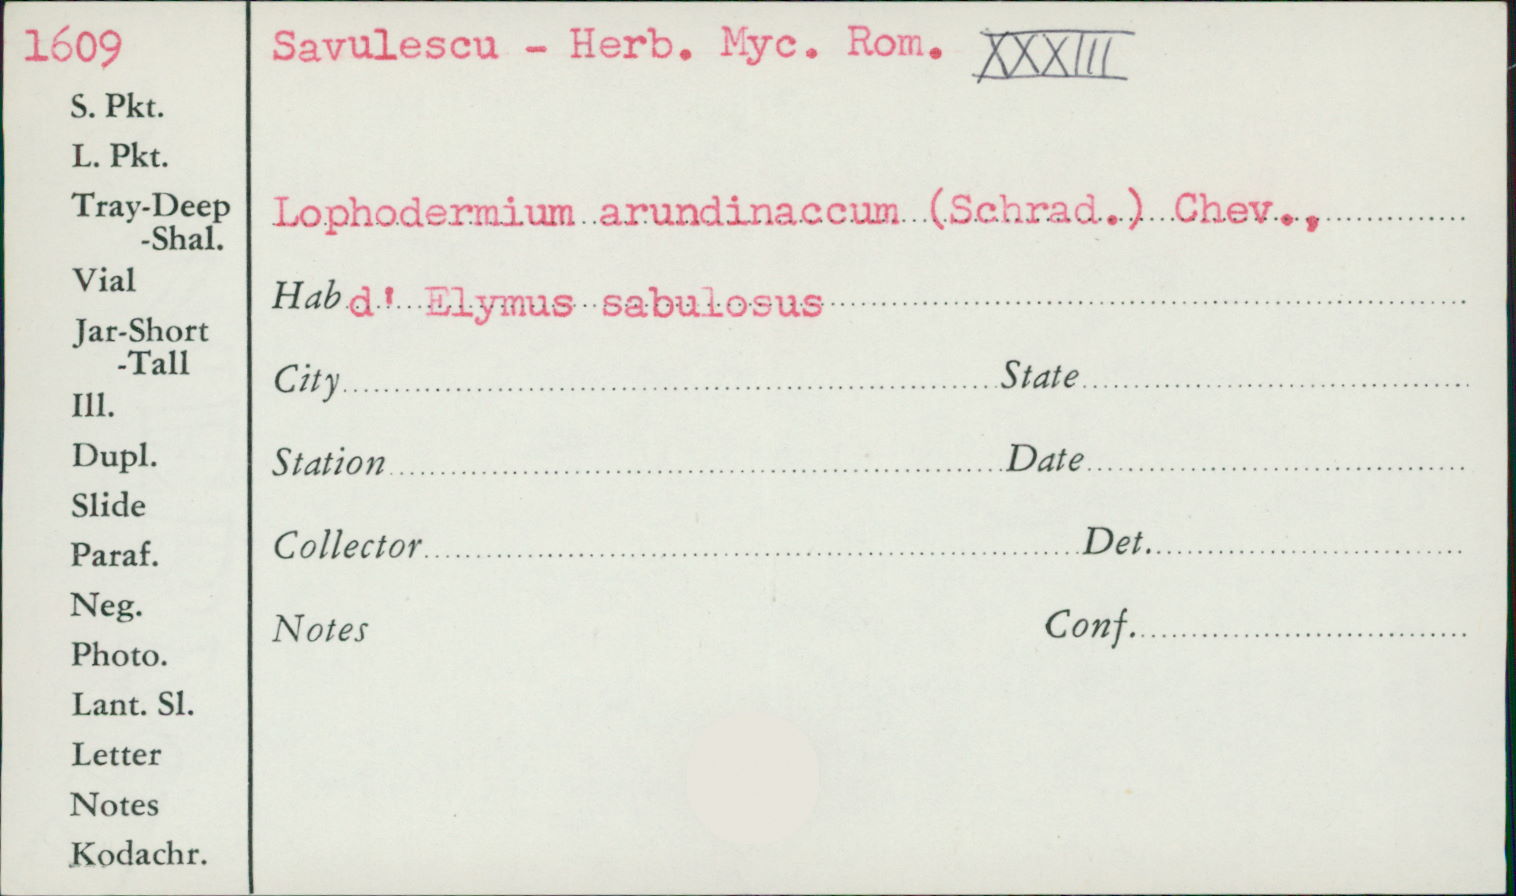 1609
Savulescu - Herb. Myc. Rom. XXXIII
S. Pkt.
L. Pkt.
Tray-Deep
-Shal.
Vial
Jar-Short
-Tall
Ill.
Dupl.
Slide
Paraf.
Neg.
Photo.
Lant. Sl.
Letter
Notes
Kodachr.
Lophodermium arundinaccum (Schrad.) Chev.,
Hab d' Elymus sabulosus
City State
Station Date
Collector Det.
Notes Conf.